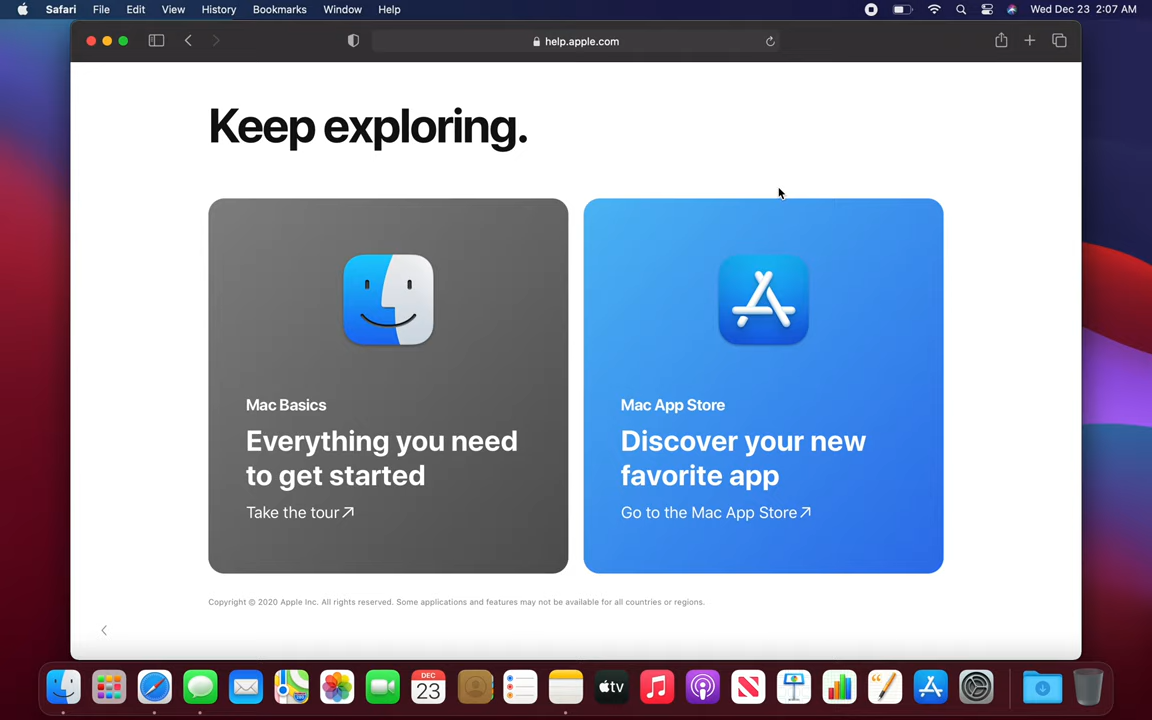 Safari File Edit View History Bookmarks Window Help Wed Dec 23 2:07 AM
help.apple.com
Keep exploring.
Mac Basics
Everything you need
to get started
Take the tour↗
Mac App Store
Discover your new
favorite app
Go to the Mac App Store↗
Copyright © 2020 Apple Inc. All rights reserved. Some applications and features may not be available for all countries or regions.
DEC
23
tv